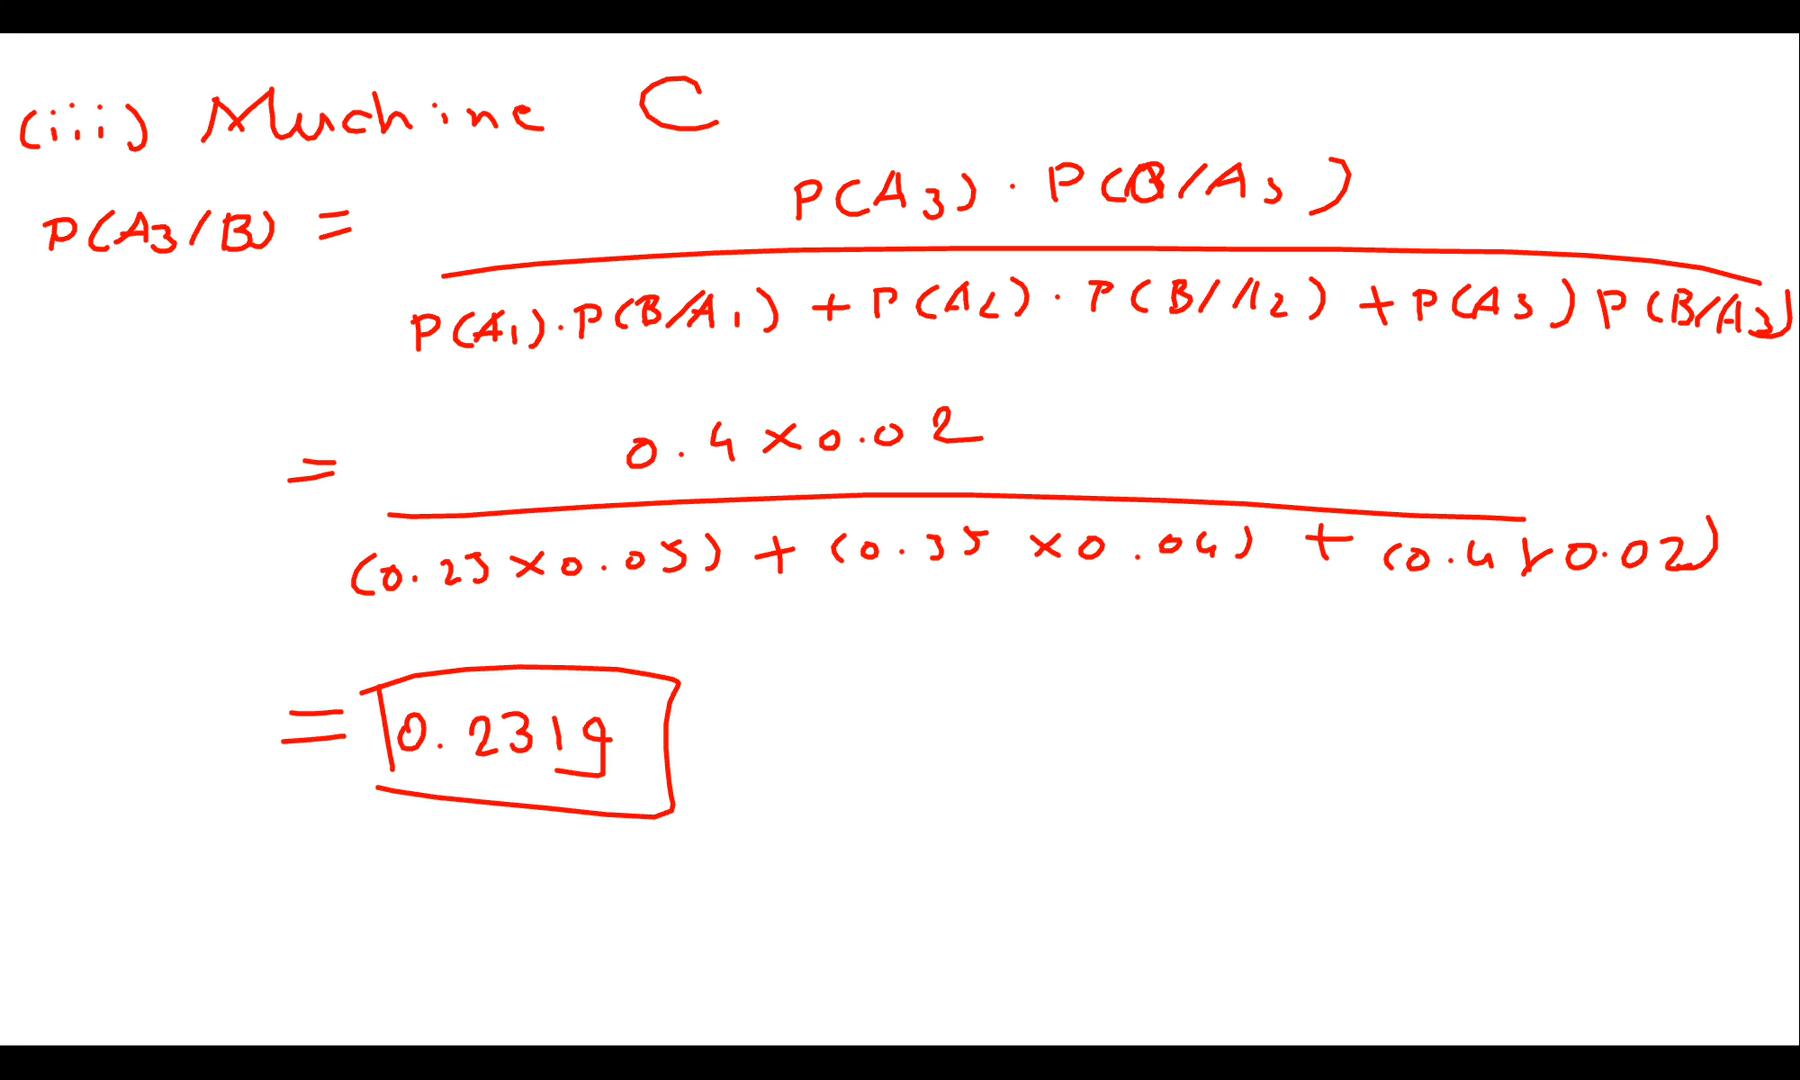 (iii) Machine C
P(A3) . P(B/A3)
P(A3/B) =
P(A1).P(B/A1) + P(A2) . P(B/A2) + P(A3) P(B/A3)
0.4 x 0.02
=
(0.25 x 0.05) + (0.35 x 0.04) + (0.4 x 0.02)
= 0.2319